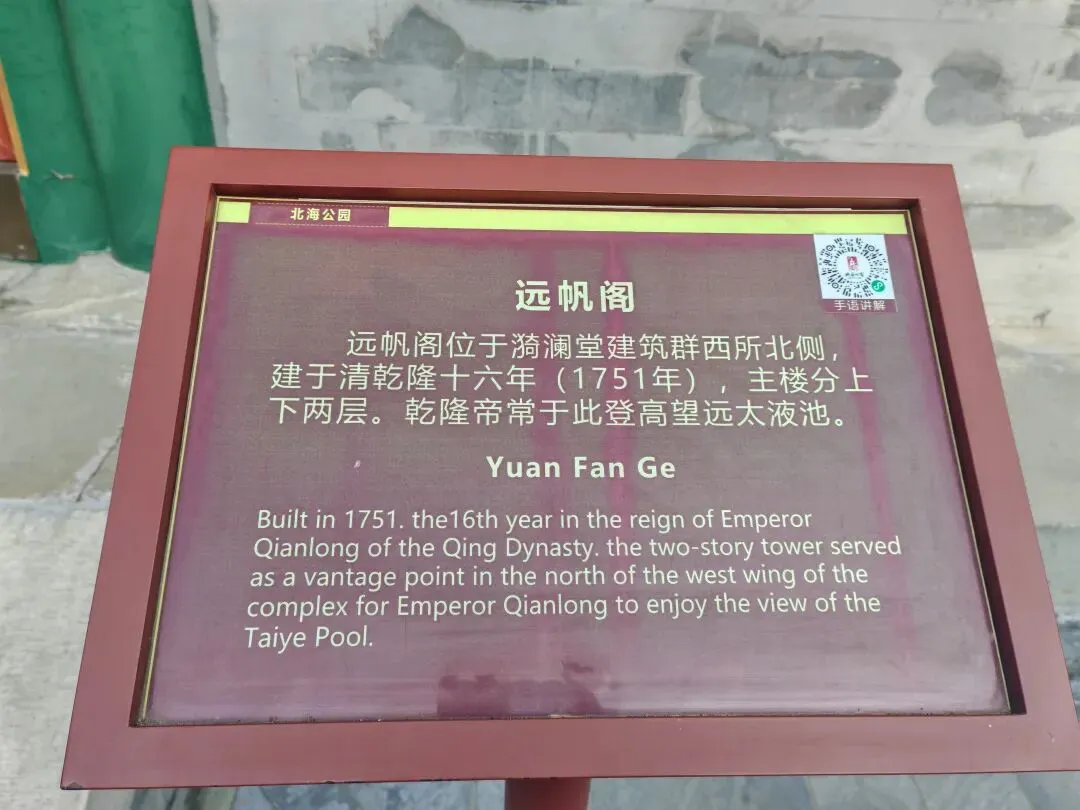 北海公园
手语讲解
远帆阁
远帆阁位于漪澜堂建筑群西所北侧，
建于清乾隆十六年（1751年），主楼分上
下两层。乾隆帝常于此登高望远太液池。
Yuan Fan Ge
Built in 1751. the16th year in the reign of Emperor
Qianlong of the Qing Dynasty. the two-story tower served
as a vantage point in the north of the west wing of the
complex for Emperor Qianlong to enjoy the view of the
Taiye Pool.